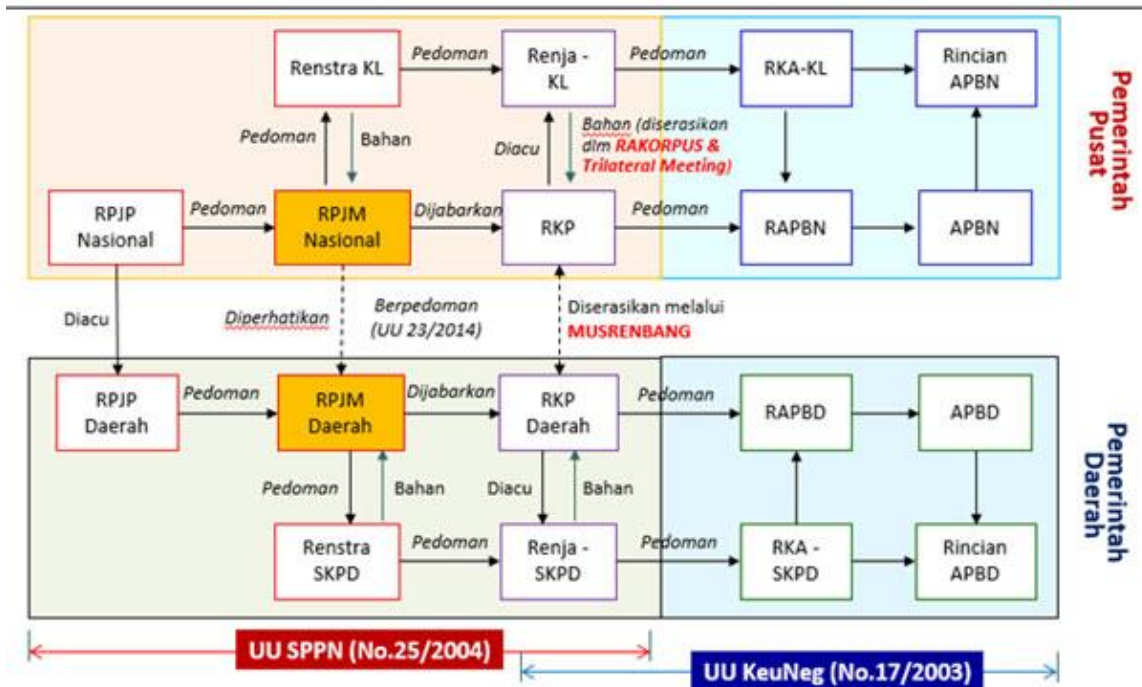 Renstra KL
Pedoman
Renja -
KL
Pedoman
RKA-KL
Rincian
APBN
Pedoman
Bahan
Diacu
Bahan (diserasikan
dlm RAKORPUS &
Trilateral Meeting)
RPJP
Nasional
Pedoman
RPJM
Nasional
Dijabarkan
RKP
Pedoman
RAPBN
APBN
Pemerintah
Pusat
Diacu
Diperhatikan
Berpedoman
(UU 23/2014)
Diserasikan melalui
MUSRENBANG
RPJP
Daerah
Pedoman
RPJM
Daerah
Dijabarkan
RKP
Daerah
Pedoman
RAPBD
APBD
Pedoman
Bahan
Diacu
Bahan
Renstra
SKPD
Pedoman
Renja -
SKPD
Pedoman
RKA -
SKPD
Rincian
APBD
Pemerintah
Daerah
UU SPPN (No.25/2004)
UU KeuNeg (No.17/2003)